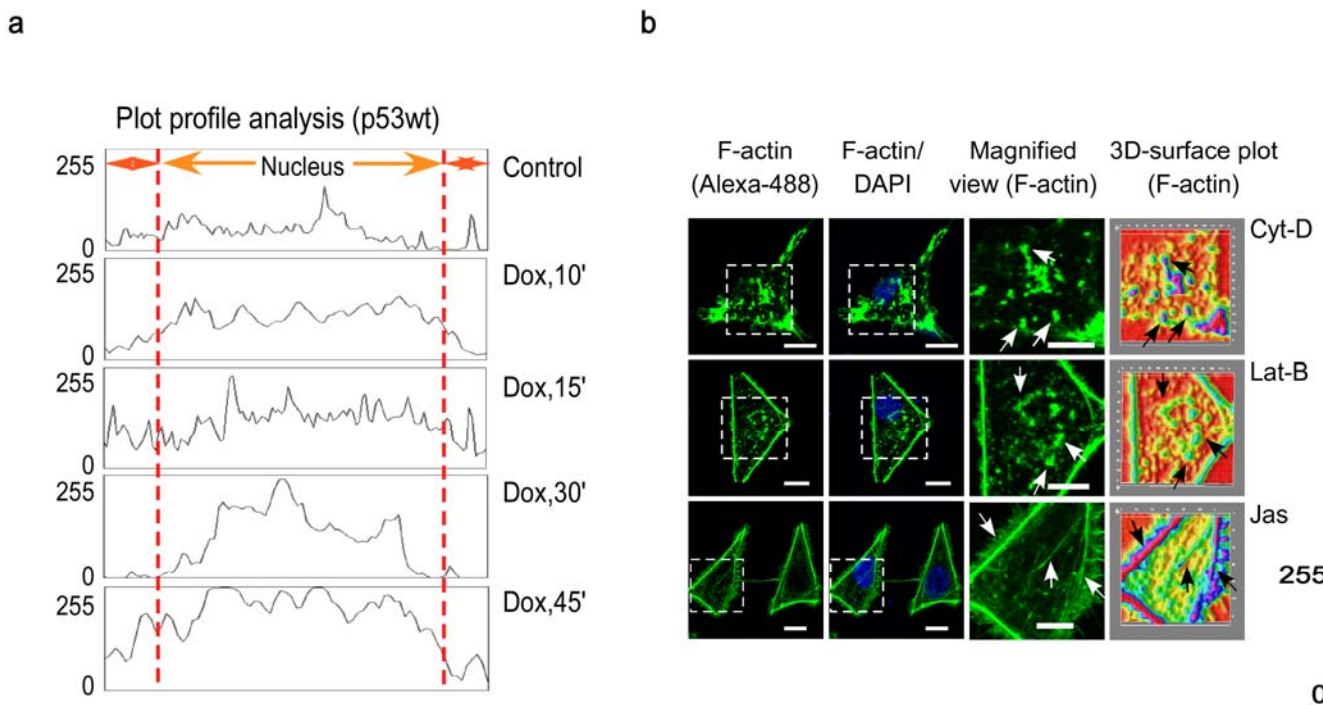 a
b
Plot profile analysis (p53wt)
255
Nucleus
Control
0
255
Dox,10'
0
255
Dox,15'
0
255
Dox,30'
0
255
Dox,45'
0
F-actin
(Alexa-488)
F-actin/
DAPI
Magnified
view (F-actin)
3D-surface plot
(F-actin)
Cyt-D
Lat-B
Jas
255
0